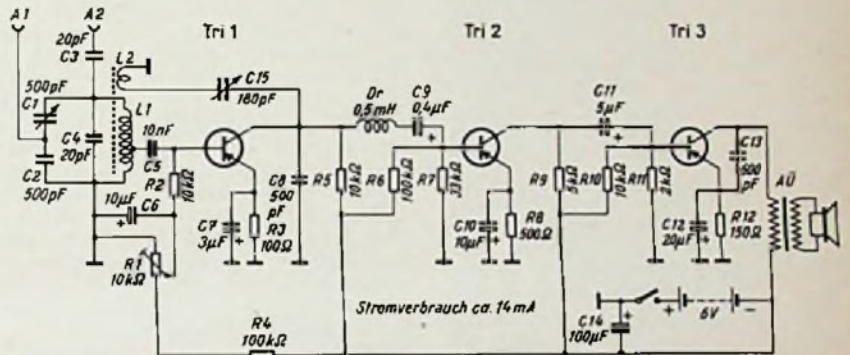 A1
A2
Tri 1
Tri 2
Tri 3
20pF
C3
L2
C15
180pF
500pF
C1
L1
C4
20pF
10nF
C5
C2
500pF
R2
10kΩ
10µF
C6
R1
10kΩ
C7
3µF
R3
100Ω
C8
500
pF
R4
100kΩ
R5
10kΩ
Dr
0,5mH
C9
0,4µF
R6
100kΩ
R7
33kΩ
C10
10µF
R8
500Ω
R9
5kΩ
C11
5µF
R10
10kΩ
R11
2kΩ
C12
20µF
R12
150Ω
C13
500
pF
AÜ
Stromverbrauch ca. 14mA
C14
100µF
+ 6V -